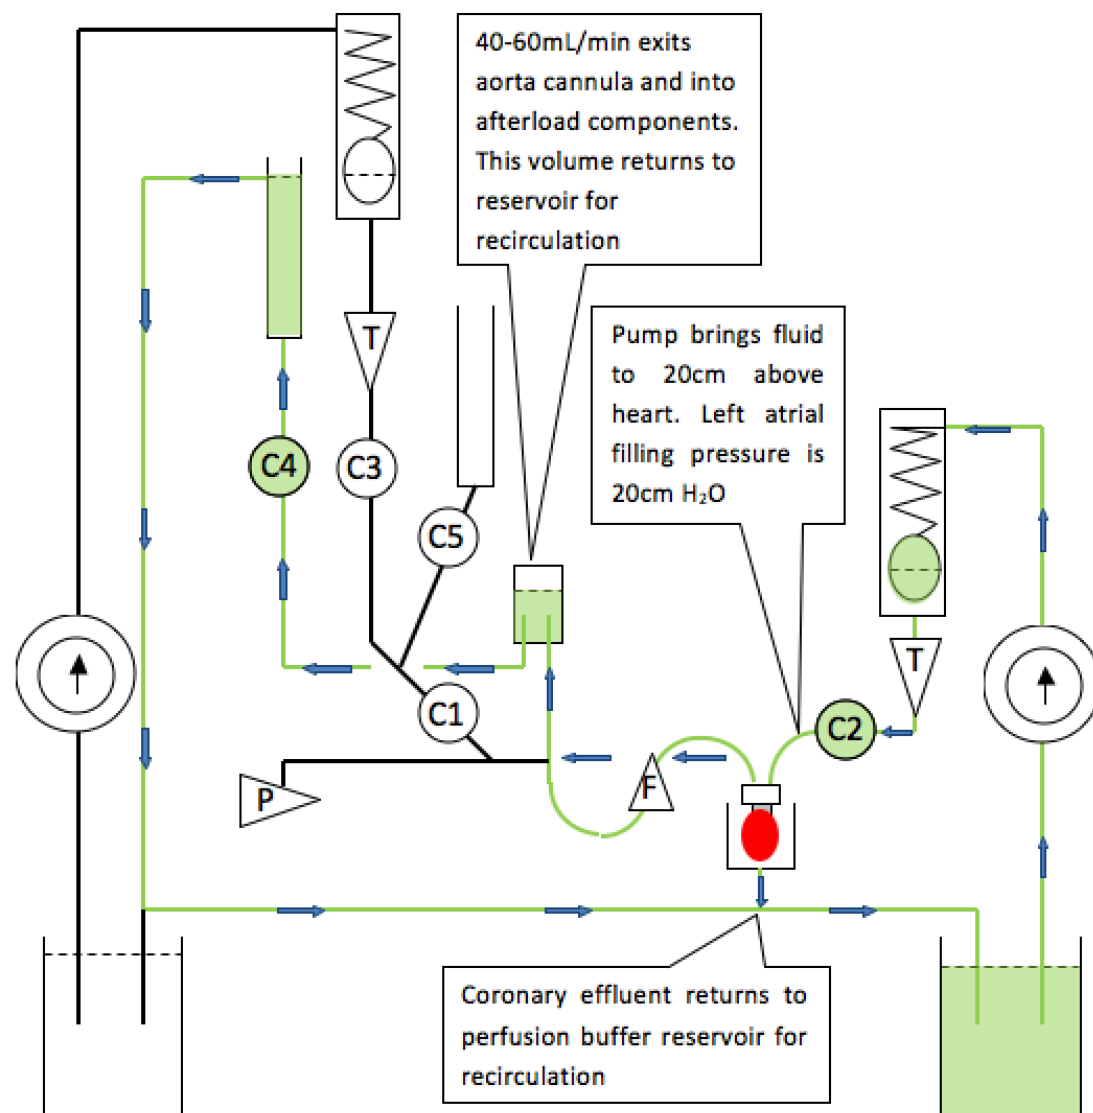 40-60mL/min exits
aorta cannula and into
afterload components.
This volume returns to
reservoir for
recirculation
T
Pump brings fluid
to 20cm above
heart. Left atrial
filling pressure is
20cm H₂O
C4
C3
C5
T
C1
C2
P
F
Coronary effluent returns to
perfusion buffer reservoir for
recirculation